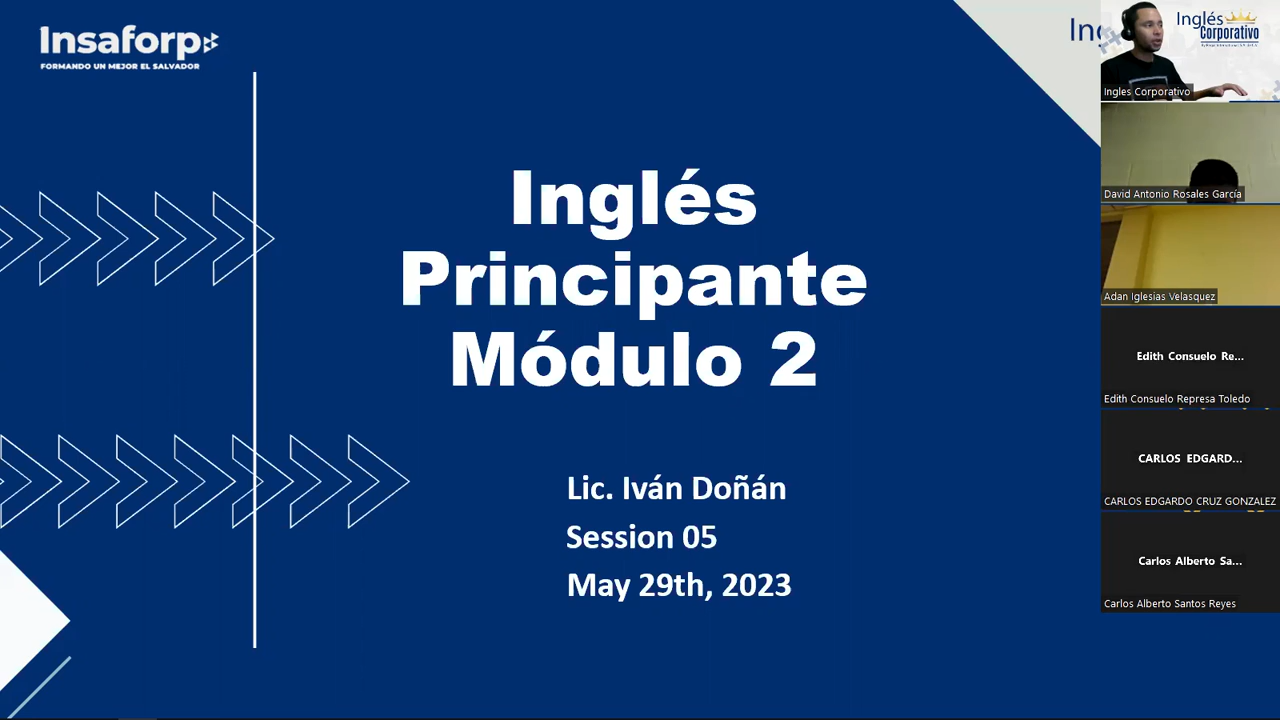 Insaforp
FORMANDO UN MEJOR EL SALVADOR
Inglés
Principante
Módulo 2
Lic. Iván Doñán
Session 05
May 29th, 2023
Inglés
Corporativo
Ingles Corporativo
David Antonio Rosales García
Adan Iglesias Velasquez
Edith Consuelo Re...
Edith Consuelo Represa Toledo
CARLOS EDGARD...
CARLOS EDGARDO CRUZ GONZALEZ
Carlos Alberto Sa...
Carlos Alberto Santos Reyes